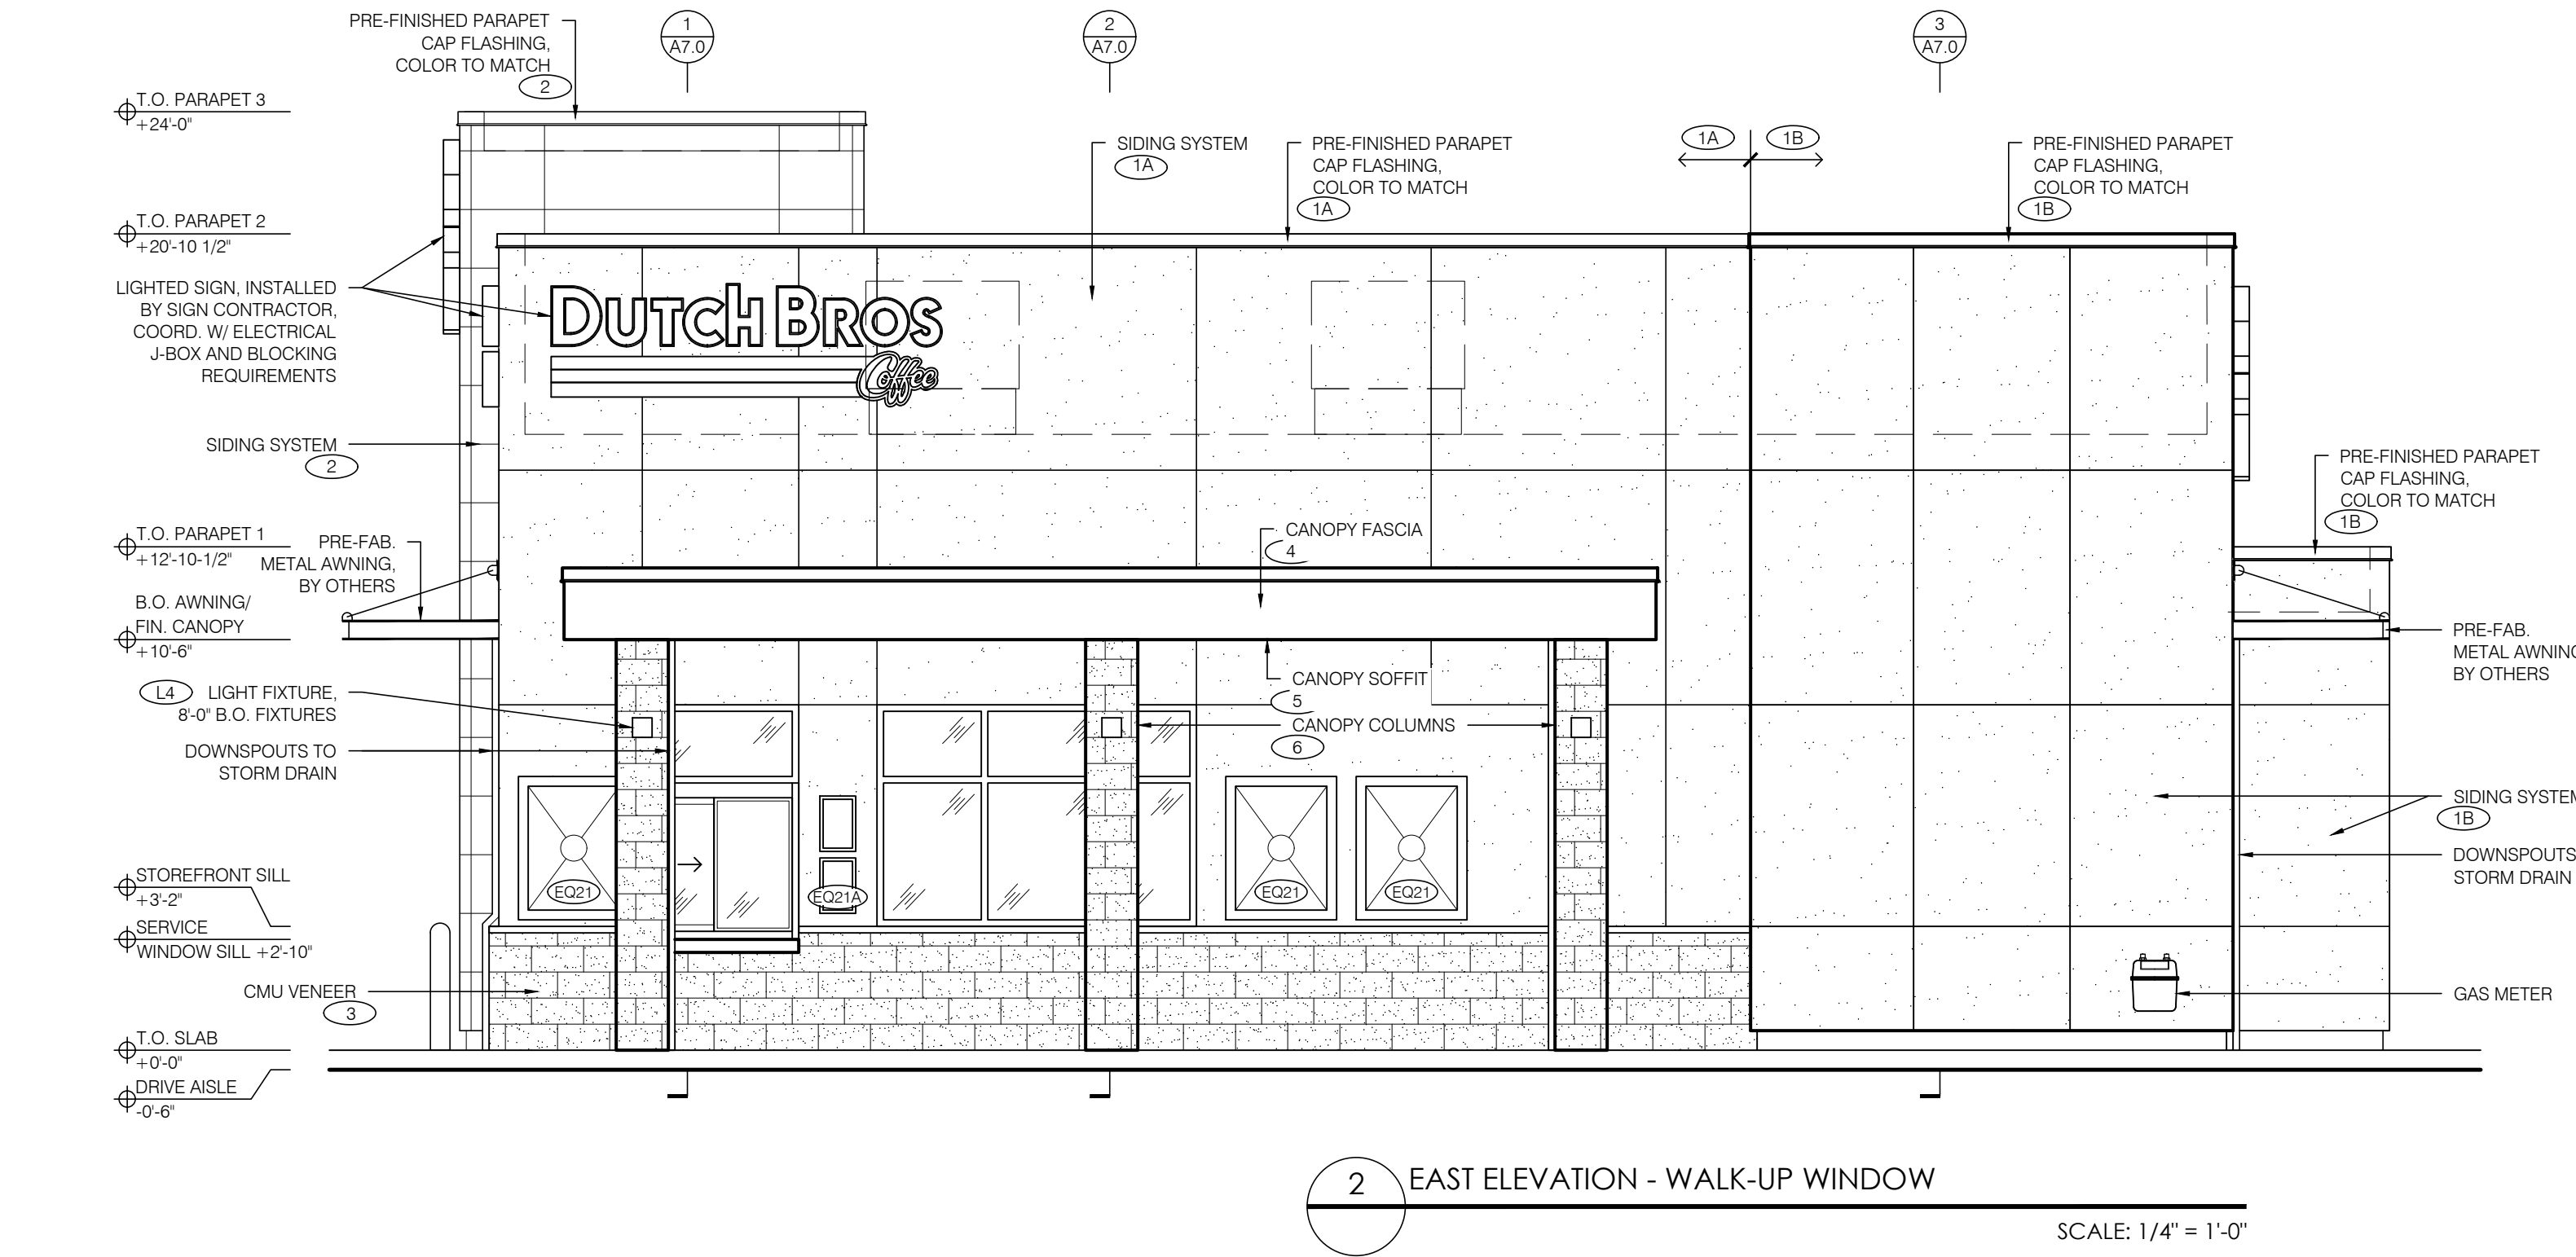 PRE-FINISHED PARAPET
CAP FLASHING,
COLOR TO MATCH
2
1
A7.0
2
A7.0
3
A7.0
T.O. PARAPET 3
+24'-0"
SIDING SYSTEM
1A
PRE-FINISHED PARAPET
CAP FLASHING,
COLOR TO MATCH
1A
1A
1B
PRE-FINISHED PARAPET
CAP FLASHING,
COLOR TO MATCH
1B
T.O. PARAPET 2
+20'-10 1/2"
LIGHTED SIGN, INSTALLED
BY SIGN CONTRACTOR,
COORD. W/ ELECTRICAL
J-BOX AND BLOCKING
REQUIREMENTS
DUTCH BROS
Coffee
SIDING SYSTEM
2
PRE-FINISHED PARAPET
CAP FLASHING,
COLOR TO MATCH
1B
T.O. PARAPET 1
+12'-10-1/2"
PRE-FAB.
METAL AWNING,
BY OTHERS
CANOPY FASCIA
4
B.O. AWNING/
FIN. CANOPY
+10'-6"
PRE-FAB.
METAL AWNING
BY OTHERS
L4
LIGHT FIXTURE,
8'-0" B.O. FIXTURES
CANOPY SOFFIT
5
CANOPY COLUMNS
6
DOWNSPOUTS TO
STORM DRAIN
SIDING SYSTEM
1B
DOWNSPOUTS
STORM DRAIN
EQ21
EQ21A
EQ21
EQ21
STOREFRONT SILL
+3'-2"
SERVICE
WINDOW SILL +2'-10"
CMU VENEER
3
GAS METER
T.O. SLAB
+0'-0"
DRIVE AISLE
-0'-6"
2
EAST ELEVATION - WALK-UP WINDOW
SCALE: 1/4" = 1'-0"